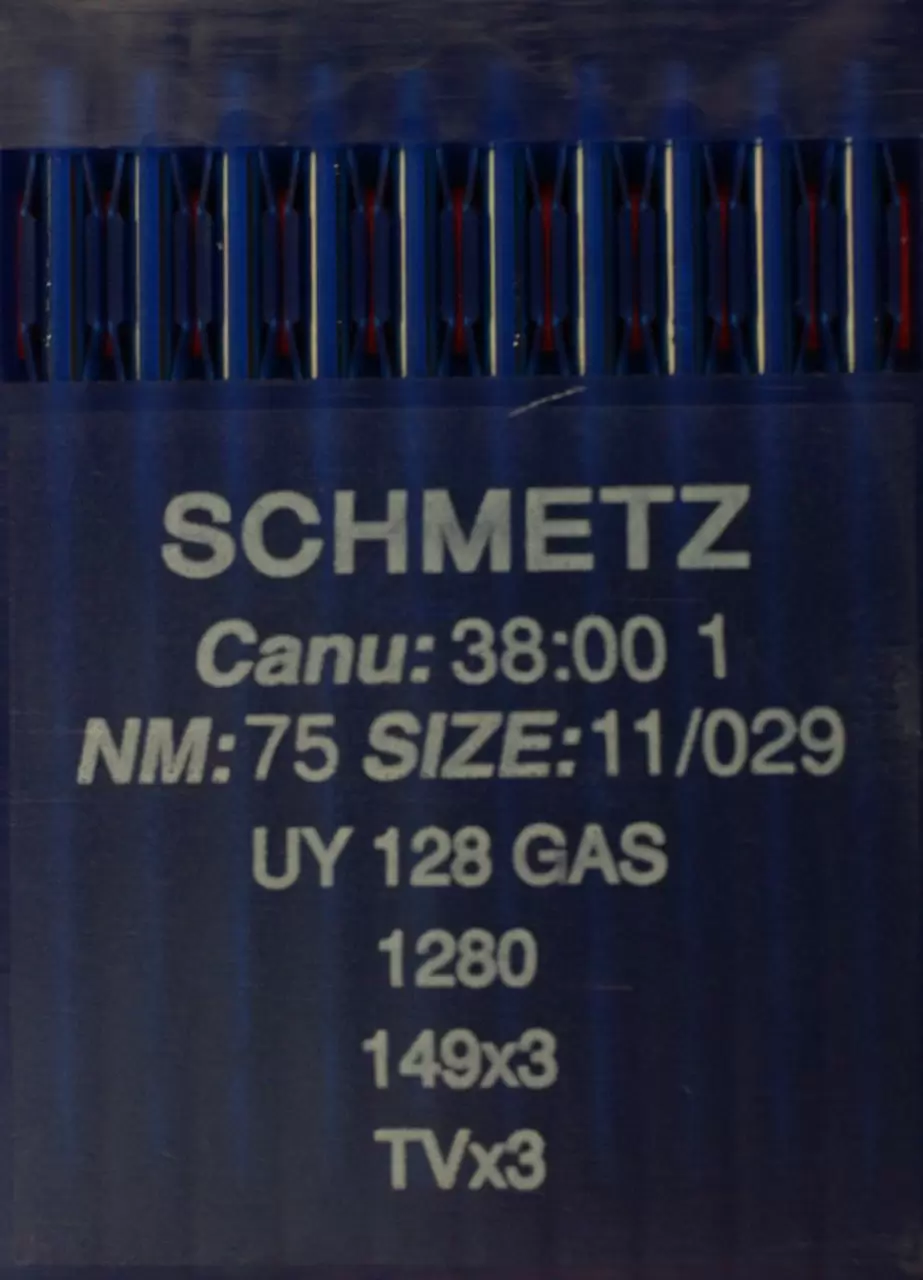 SCHMETZ
Canu: 38:00 1
NM: 75 SIZE: 11/029
UY 128 GAS
1280
149x3
TVx3